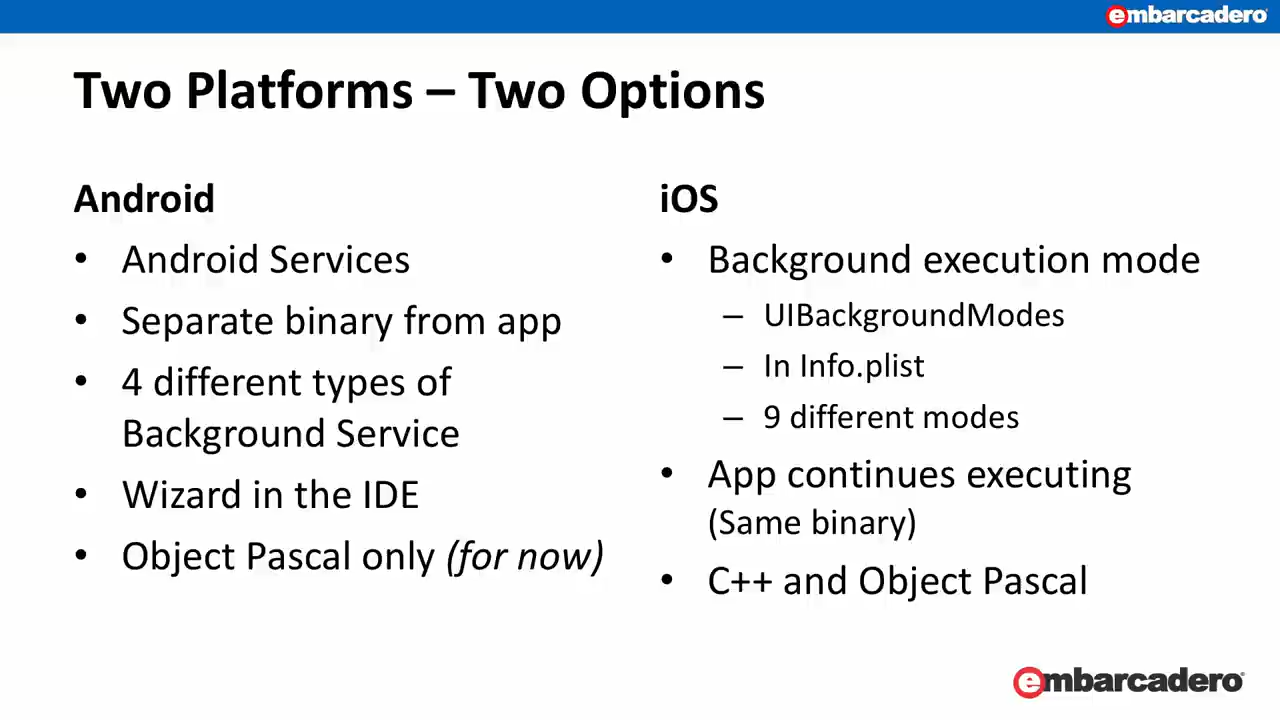 embarcadero
Two Platforms – Two Options
Android
• Android Services
• Separate binary from app
• 4 different types of
Background Service
• Wizard in the IDE
• Object Pascal only (for now)
iOS
• Background execution mode
– UIBackgroundModes
– In Info.plist
– 9 different modes
• App continues executing
(Same binary)
• C++ and Object Pascal
embarcadero